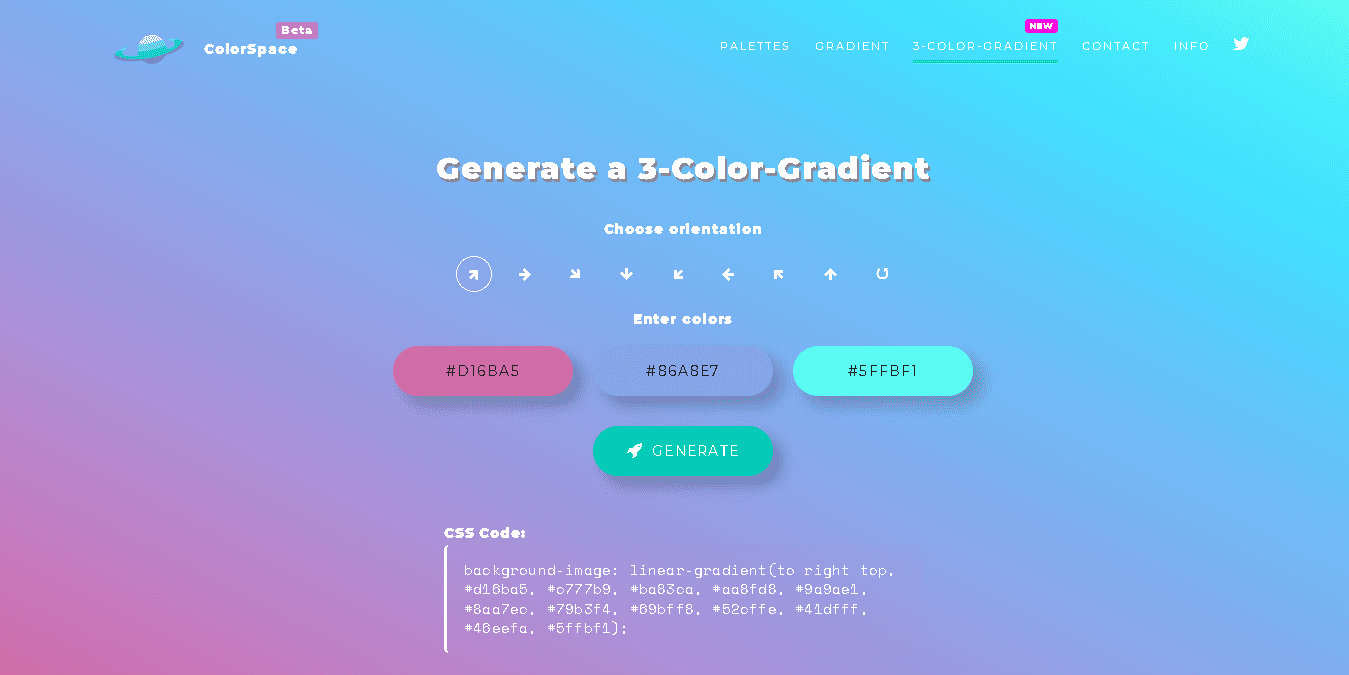 Beta
ColorSpace
NEW
PALETTES GRADIENT 3-COLOR-GRADIENT CONTACT INFO
Generate a 3-Color-Gradient
Choose orientation
Enter colors
#D16BA5 #86A8E7 #5FFBF1
GENERATE
CSS Code:
background-image: linear-gradient(to right top,
#d16ba5, #c777b9, #ba83ca, #aa8fd8, #9a9ae1,
#8aa7ec, #79b3f4, #69bff8, #52cffe, #41dfff,
#46eefa, #5ffbf1);